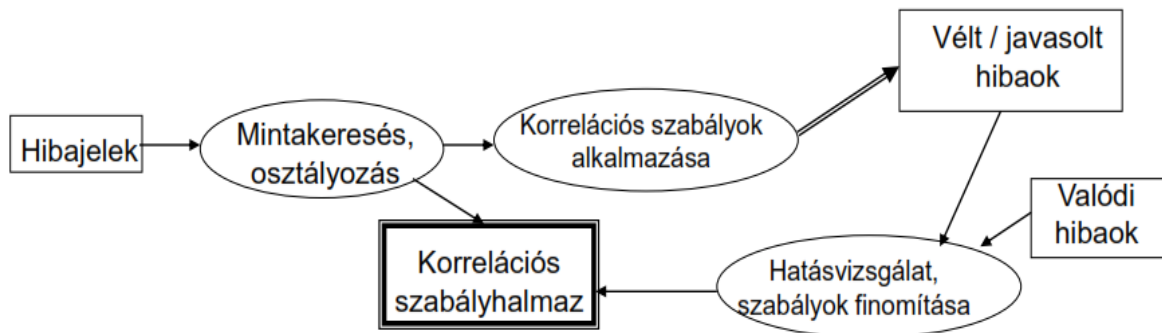 Hibajelek
Mintakeresés,
osztályozás
Korrelációs szabályok
alkalmazása
Vélt / javasolt
hibaok
Valódi
hibaok
Korrelációs
szabályhalmaz
Hatásvizsgálat,
szabályok finomítása